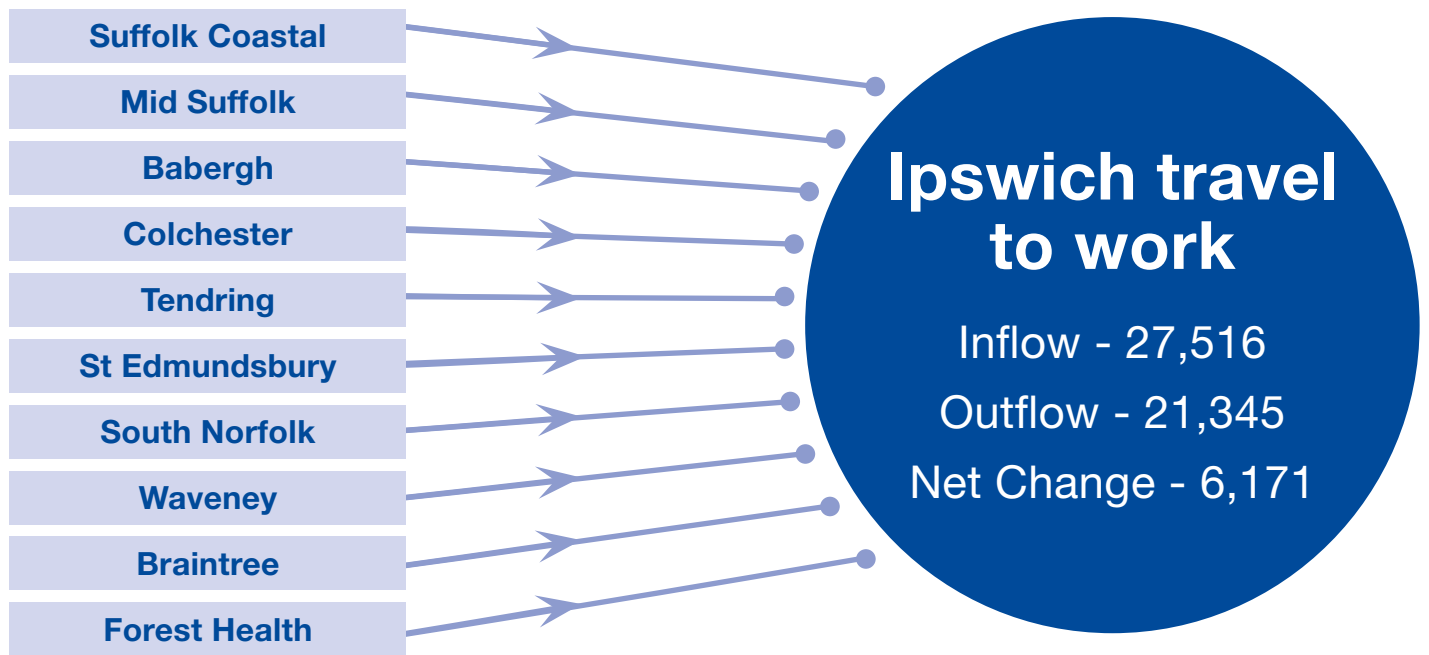 Suffolk Coastal
Mid Suffolk
Babergh
Colchester
Tendring
St Edmundsbury
South Norfolk
Waveney
Braintree
Forest Health
Ipswich travel
to work
Inflow - 27,516
Outflow - 21,345
Net Change - 6,171